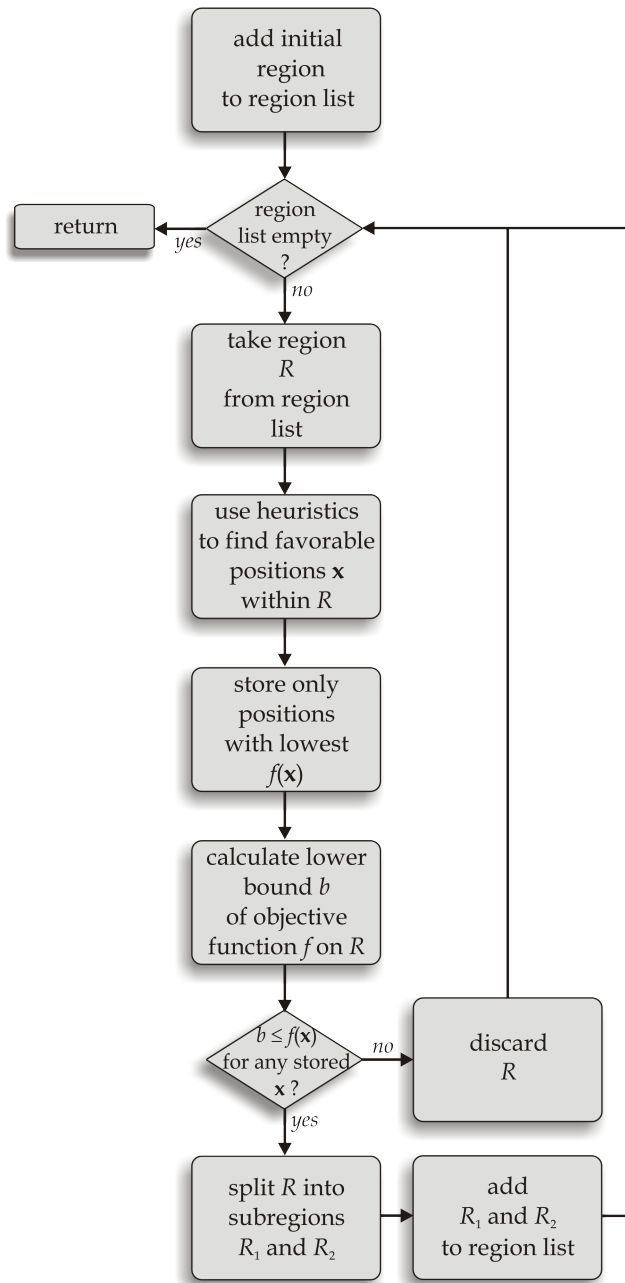 add initial
region
to region list
region
list empty
?
return
yes
no
take region
R
from region
list
use heuristics
to find favorable
positions x
within R
store only
positions
with lowest
f(x)
calculate lower
bound b
of objective
function f on R
b ≤ f(x)
for any stored
x ?
no
discard
R
yes
split R into
subregions
R₁ and R₂
add
R₁ and R₂
to region list